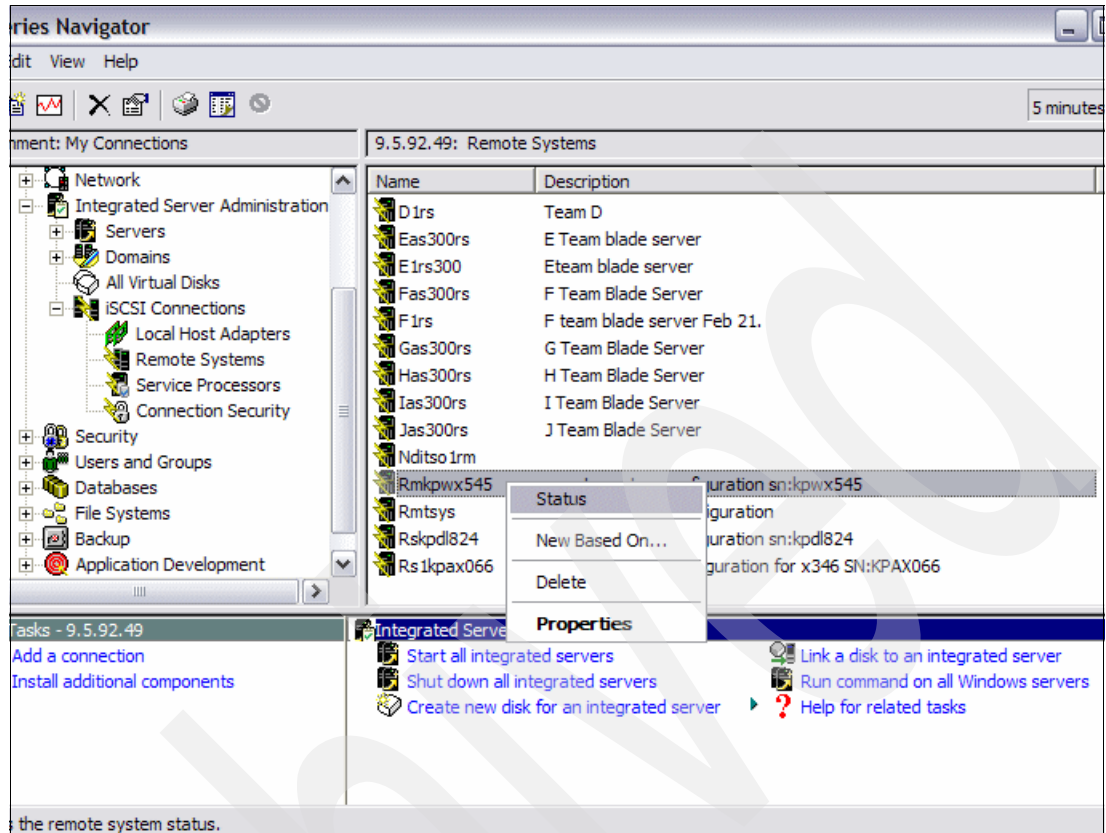 ries Navigator
dit View Help
5 minutes
nment: My Connections
9.5.92.49: Remote Systems
Network
Integrated Server Administration
Servers
Domains
All Virtual Disks
iSCSI Connections
Local Host Adapters
Remote Systems
Service Processors
Connection Security
Security
Users and Groups
Databases
File Systems
Backup
Application Development
Name Description
D1rs Team D
Eas300rs E Team blade server
E1rs300 Eteam blade server
Fas300rs F Team Blade Server
F1rs F team blade server Feb 21.
Gas300rs G Team Blade Server
Has300rs H Team Blade Server
Ias300rs I Team Blade Server
Jas300rs J Team Blade Server
Nditso1rm
Rmkpwx545 guration sn:kpwx545
Rmtsys iguration
Rskpdl824 guration sn:kpdl824
Rs1kpax066 guration for x346 SN:KPAX066
Status
New Based On...
Delete
Properties
Tasks - 9.5.92.49
Add a connection
Install additional components
Integrated Serve
Start all integrated servers
Shut down all integrated servers
Create new disk for an integrated server
Link a disk to an integrated server
Run command on all Windows servers
Help for related tasks
s the remote system status.